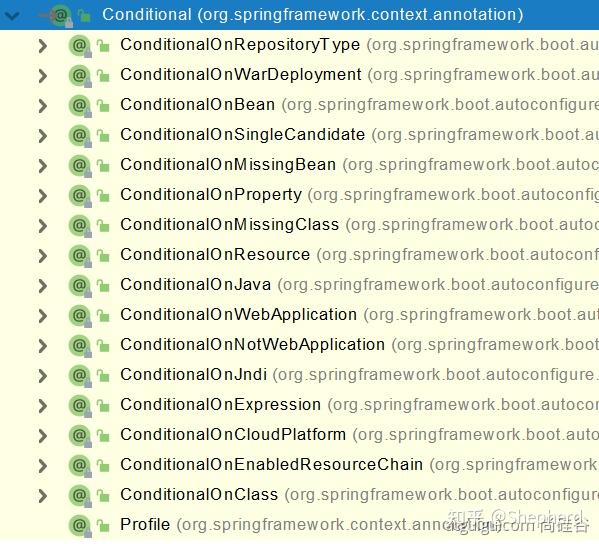 Conditional (org.springframework.context.annotation)
ConditionalOnRepositoryType (org.springframework.boot.au
ConditionalOnWarDeployment (org.springframework.boot.au
ConditionalOnBean (org.springframework.boot.autoconfigure
ConditionalOnSingleCandidate (org.springframework.boot.a
ConditionalOnMissingBean (org.springframework.boot.autoc
ConditionalOnProperty (org.springframework.boot.autoconfig
ConditionalOnMissingClass (org.springframework.boot.autoc
ConditionalOnResource (org.springframework.boot.autoconf
ConditionalOnJava (org.springframework.boot.autoconfigure
ConditionalOnWebApplication (org.springframework.boot.aut
ConditionalOnNotWebApplication (org.springframework.boot
ConditionalOnJndi (org.springframework.boot.autoconfigure.
ConditionalOnExpression (org.springframework.boot.autocor
ConditionalOnCloudPlatform (org.springframework.boot.auto
ConditionalOnEnabledResourceChain (org.springframework
ConditionalOnClass (org.springframework.boot.autoconfigure
Profile (org.springframework.context.annotation)
知乎 @Shepherd
atguigu.com 尚硅谷